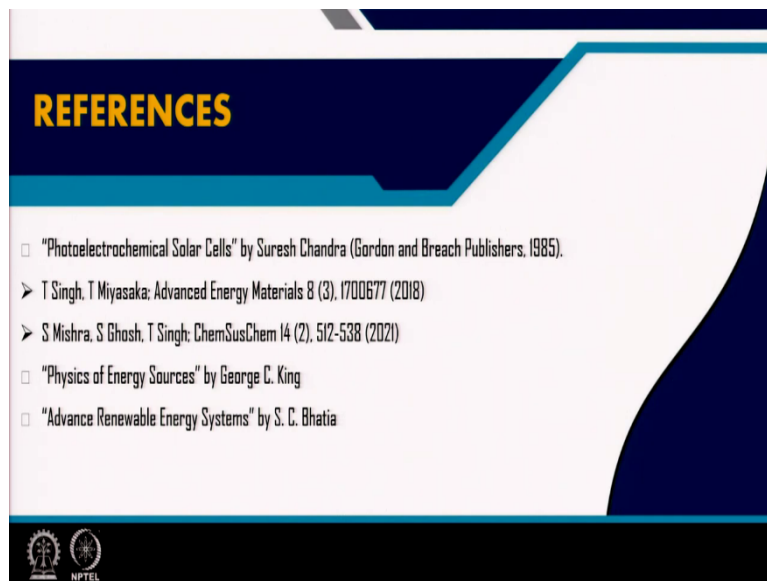 REFERENCES
"Photoelectrochemical Solar Cells" by Suresh Chandra (Gordon and Breach Publishers, 1985).
T Singh, T Miyasaka; Advanced Energy Materials 8 (3), 1700677 (2018)
S Mishra, S Ghosh, T Singh; ChemSusChem 14 (2), 512-538 (2021)
"Physics of Energy Sources" by George C. King
"Advance Renewable Energy Systems" by S. C. Bhatia
NPTEL